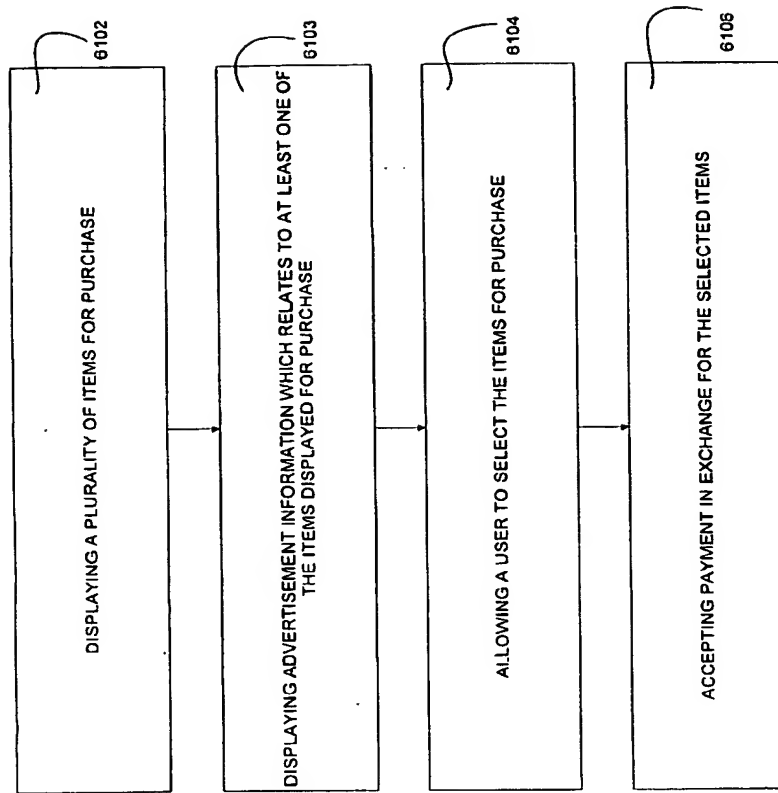 DISPLAYING A PLURALITY OF ITEMS FOR PURCHASE
6102
DISPLAYING ADVERTISEMENT INFORMATION WHICH RELATES TO AT LEAST ONE OF
THE ITEMS DISPLAYED FOR PURCHASE
6103
ALLOWING A USER TO SELECT THE ITEMS FOR PURCHASE
6104
ACCEPTING PAYMENT IN EXCHANGE FOR THE SELECTED ITEMS
6106